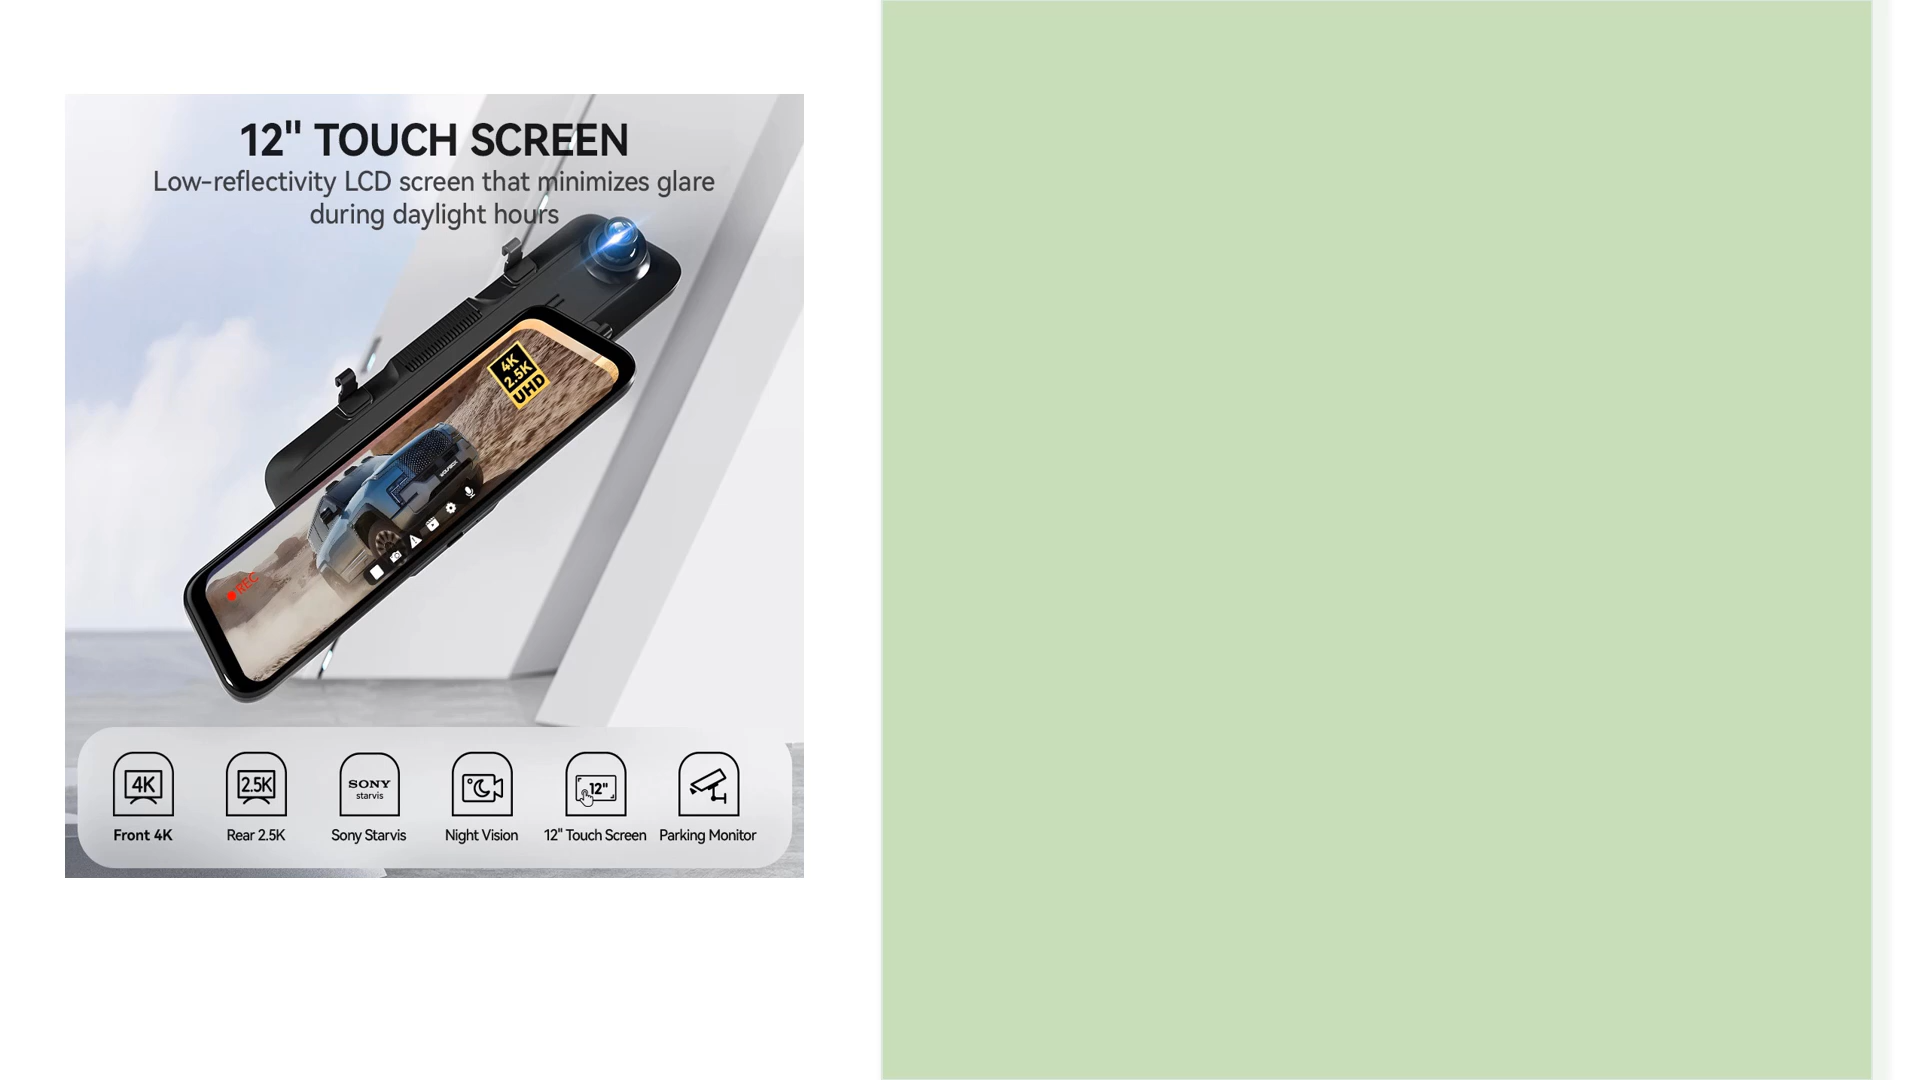 12" TOUCH SCREEN
Low-reflectivity LCD screen that minimizes glare
during daylight hours
4K
2.5K
UHD
WOLFBOX
REC
4K
2.5K
SONY
starvis
12"
Front 4K
Rear 2.5K
Sony Starvis
Night Vision
12" Touch Screen
Parking Monitor